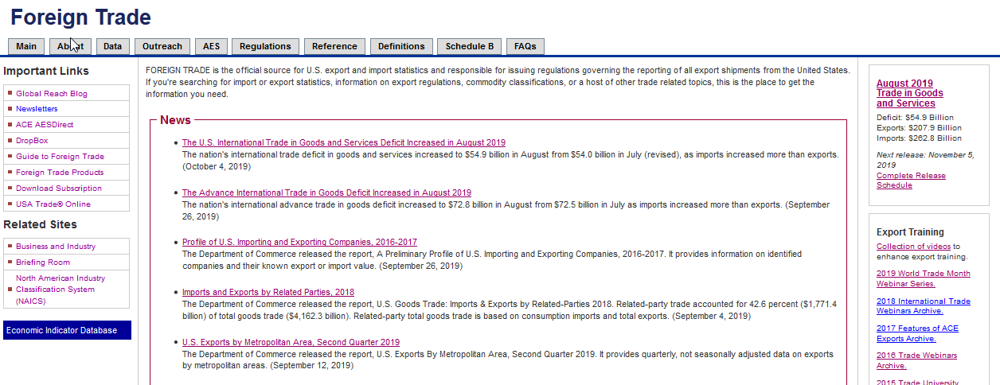 Foreign Trade
Main About Data Outreach AES Regulations Reference Definitions Schedule B FAQs
Important Links
Global Reach Blog
Newsletters
ACE AESDirect
DropBox
Guide to Foreign Trade
Foreign Trade Products
Download Subscription
USA Trade® Online
Related Sites
Business and Industry
Briefing Room
North American Industry
Classification System
(NAICS)
Economic Indicator Database
FOREIGN TRADE is the official source for U.S. export and import statistics and responsible for issuing regulations governing the reporting of all export shipments from the United States.
If you're searching for import or export statistics, information on export regulations, commodity classifications, or a host of other trade related topics, this is the place to get the
information you need.
News
The U.S. International Trade in Goods and Services Deficit Increased in August 2019
The nation's international trade deficit in goods and services increased to $54.9 billion in August from $54.0 billion in July (revised), as imports increased more than exports.
(October 4, 2019)
The Advance International Trade in Goods Deficit Increased in August 2019
The nation's international advance trade in goods deficit increased to $72.8 billion in August from $72.5 billion in July as imports increased more than exports. (September
26, 2019)
Profile of U.S. Importing and Exporting Companies, 2016-2017
The Department of Commerce released the report, A Preliminary Profile of U.S. Importing and Exporting Companies, 2016-2017. It provides information on identified
companies and their known export or import value. (September 26, 2019)
Imports and Exports by Related Parties, 2018
The Department of Commerce released the report, U.S. Goods Trade: Imports & Exports by Related-Parties 2018. Related-party trade accounted for 42.6 percent ($1,771.4
billion) of total goods trade ($4,162.3 billion). Related-party total goods trade is based on consumption imports and total exports. (September 4, 2019)
U.S. Exports by Metropolitan Area, Second Quarter 2019
The Department of Commerce released the report, U.S. Exports By Metropolitan Area, Second Quarter 2019. It provides quarterly, not seasonally adjusted data on exports
by metropolitan areas. (September 12, 2019)
August 2019
Trade in Goods
and Services
Deficit: $54.9 Billion
Exports: $207.9 Billion
Imports: $262.8 Billion
Next release: November 5,
2019
Complete Release
Schedule
Export Training
Collection of videos to
enhance export training.
2019 World Trade Month
Webinar Series.
2018 International Trade
Webinars Archive.
2017 Features of ACE
Exports Archive.
2016 Trade Webinars
Archive.
2015 Trade University